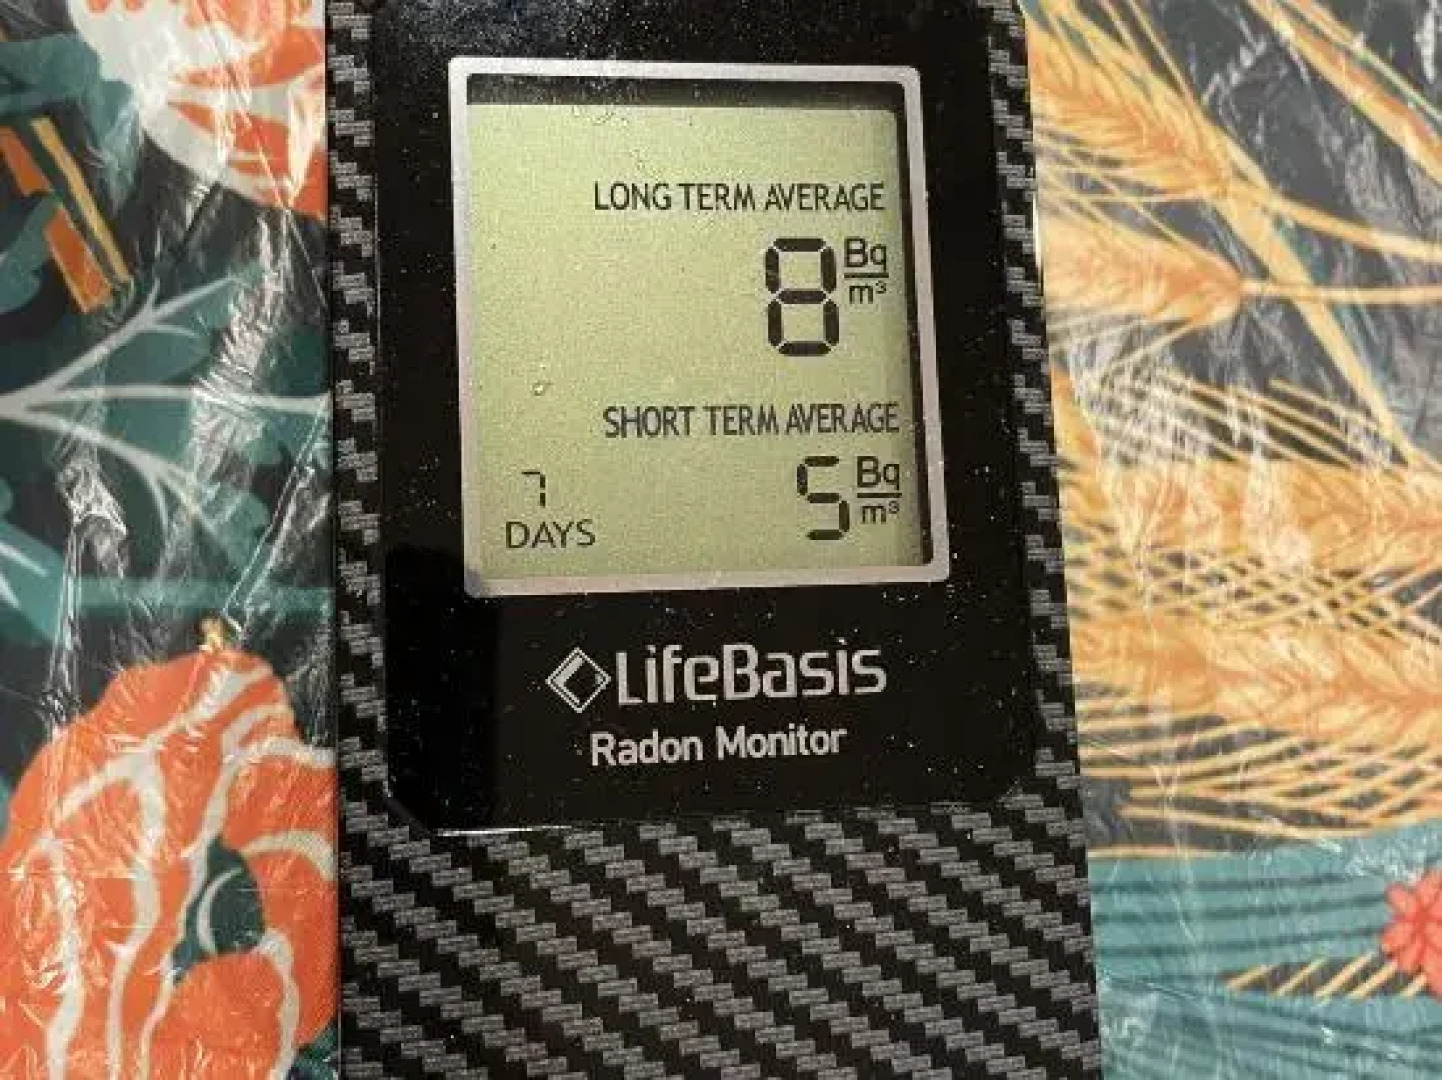 LONG TERM AVERAGE
8 Bq/m³
SHORT TERM AVERAGE
7 DAYS
5 Bq/m³
LifeBasis
Radon Monitor